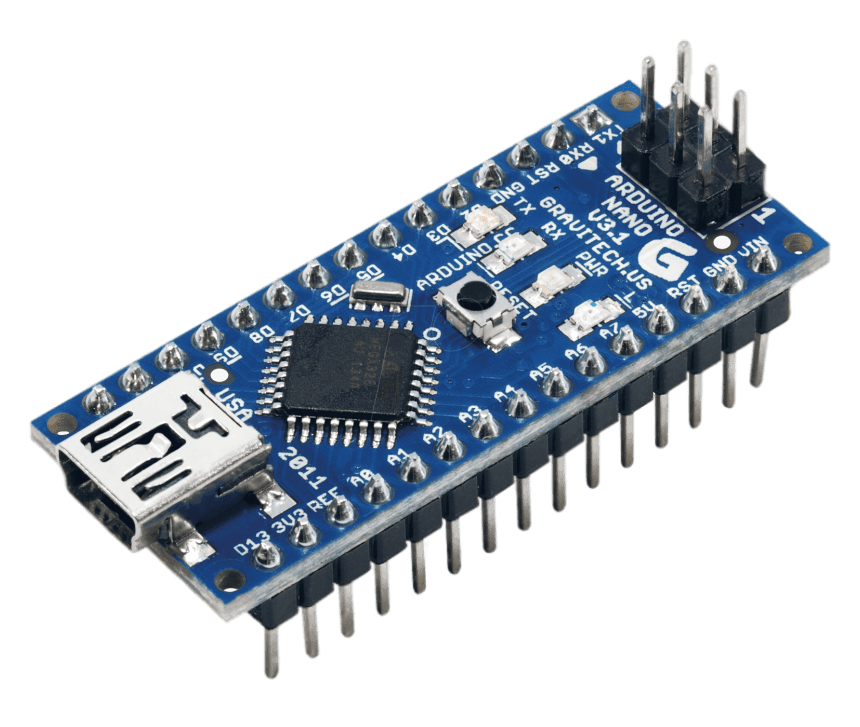 TX1
RX0
RST
GND
D3
D4
D5
D6
D7
D8
D9
TX
RX
PWR
L
ARDUINO
RESET
ARDUINO
NANO
V3.1
GRAVITECH.US
G
1
USA
2011
D13
3V3
REF
A0
A1
A2
A3
A4
A5
A6
A7
5V
RST
GND
VIN